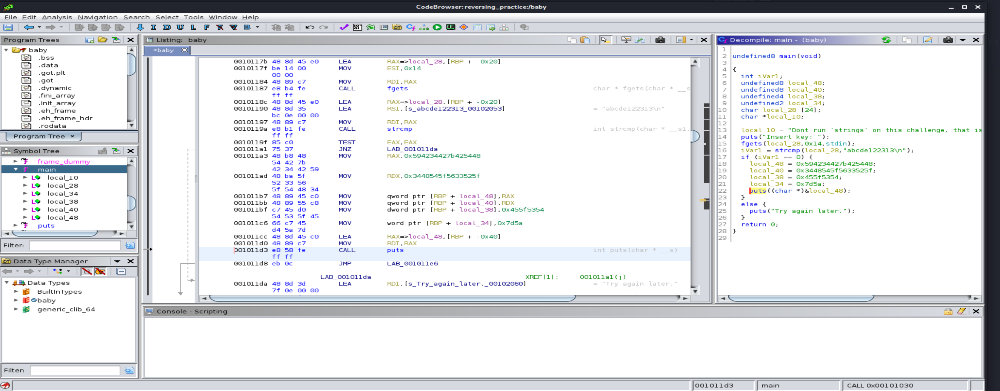 CodeBrowser: reversing_practice:/baby
File Edit Analysis Navigation Search Select Tools Window Help
I D U L F B
Program Trees
baby
.bss
.data
.got.plt
.got
.dynamic
.fini_array
.init_array
.eh_frame
.eh_frame_hdr
.rodata
Program Tree ×
Symbol Tree
frame_dummy
main
local_10
local_28
local_34
local_38
local_40
local_48
puts
Filter:
Data Type Manager
Data Types
BuiltInTypes
baby
generic_clib_64
Filter:
Listing: baby
*baby
0010117b 48 8d 45 e0 LEA RAX=>local_28,[RBP + -0x20]
0010117f be 14 00 MOV ESI,0x14
00 00
00101184 48 89 c7 MOV RDI,RAX
00101187 e8 b4 fe CALL fgets char * fgets(char * __s
ff ff
0010118c 48 8d 45 e0 LEA RAX=>local_28,[RBP + -0x20]
00101190 48 8d 35 LEA RSI,[s_abcde122313_00102053] = "abcde122313\n"
bc 0e 00 00
00101197 48 89 c7 MOV RDI,RAX
0010119a e8 b1 fe CALL strcmp int strcmp(char * __s1,
ff ff
0010119f 85 c0 TEST EAX,EAX
001011a1 75 37 JNZ LAB_001011da
001011a3 48 b8 48 MOV RAX,0x594234427b425448
54 42 7b
42 34 42 59
001011ad 48 ba 5f MOV RDX,0x3448545f5633525f
52 33 56
5f 54 48 34
001011b7 48 89 45 c0 MOV qword ptr [RBP + local_48],RAX
001011bb 48 89 55 c8 MOV qword ptr [RBP + local_40],RDX
001011bf c7 45 d0 MOV dword ptr [RBP + local_38],0x455f5354
54 53 5f 45
001011c6 66 c7 45 MOV word ptr [RBP + local_34],0x7d5a
d4 5a 7d
001011cc 48 8d 45 c0 LEA RAX=>local_48,[RBP + -0x40]
001011d0 48 89 c7 MOV RDI,RAX
001011d3 e8 58 fe CALL puts int puts(char * __s)
ff ff
001011d8 eb 0c JMP LAB_001011e6
LAB_001011da XREF[1]: 001011a1(j)
001011da 48 8d 3d LEA RDI,[s_Try_again_later._00102060] = "Try again later."
7f 0e 00 00
Decompile: main - (baby)
1
2 undefined8 main(void)
3
4 {
5 int iVar1;
6 undefined8 local_48;
7 undefined8 local_40;
8 undefined4 local_38;
9 undefined2 local_34;
10 char local_28 [24];
11 char *local_10;
12
13 local_10 = "Dont run `strings` on this challenge, that is
14 puts("Insert key: ");
15 fgets(local_28,0x14,stdin);
16 iVar1 = strcmp(local_28,"abcde122313\n");
17 if (iVar1 == 0) {
18 local_48 = 0x594234427b425448;
19 local_40 = 0x3448545f5633525f;
20 local_38 = 0x455f5354;
21 local_34 = 0x7d5a;
22 puts((char *)&local_48);
23 }
24 else {
25 puts("Try again later.");
26 }
27 return 0;
28 }
29
Console - Scripting
001011d3 main CALL 0x00101030